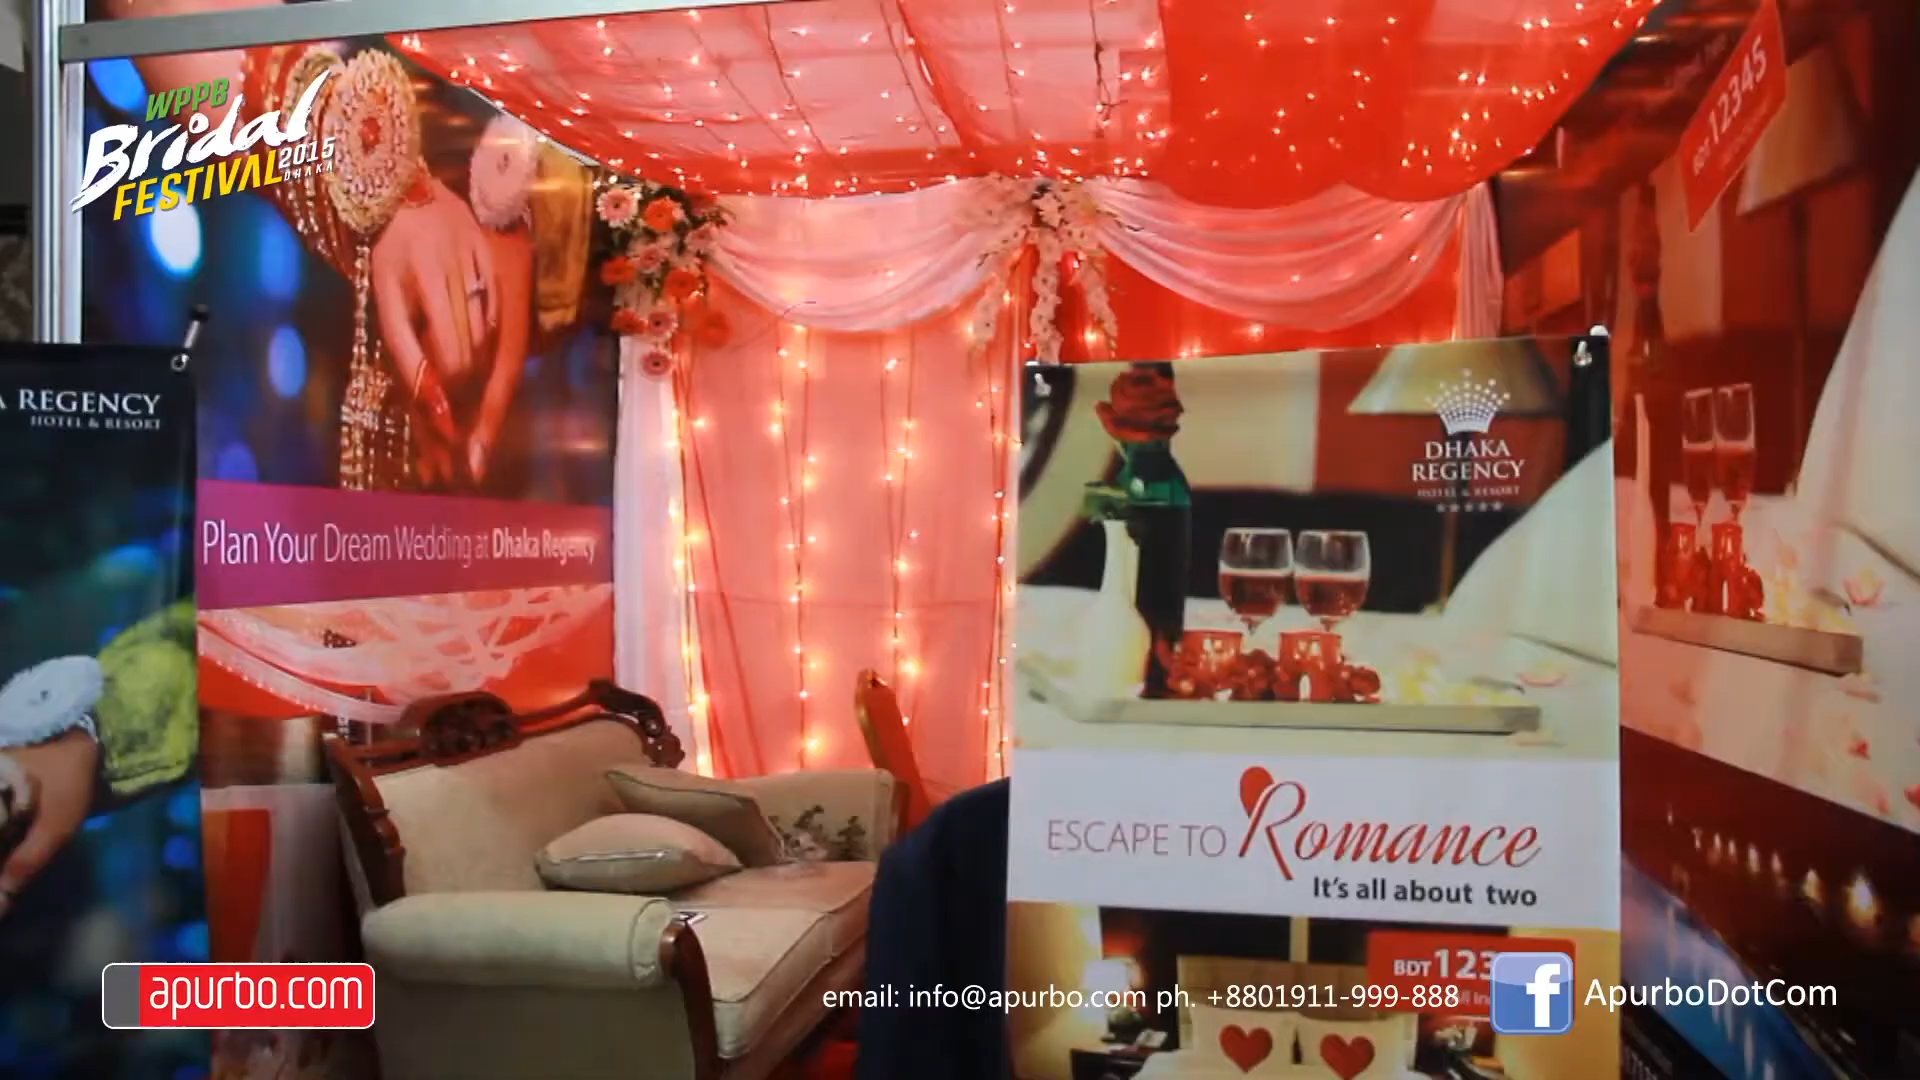 WPPB
Bridal
FESTIVAL 2015
DHAKA
BDT 12345
REGENCY
HOTEL & RESORT
DHAKA
REGENCY
HOTEL & RESORT
Plan Your Dream Wedding at Dhaka Regency
ESCAPE TO Romance
It's all about two
BDT 123
apurbo.com
email: info@apurbo.com ph. +8801911-999-888
f
ApurboDotCom